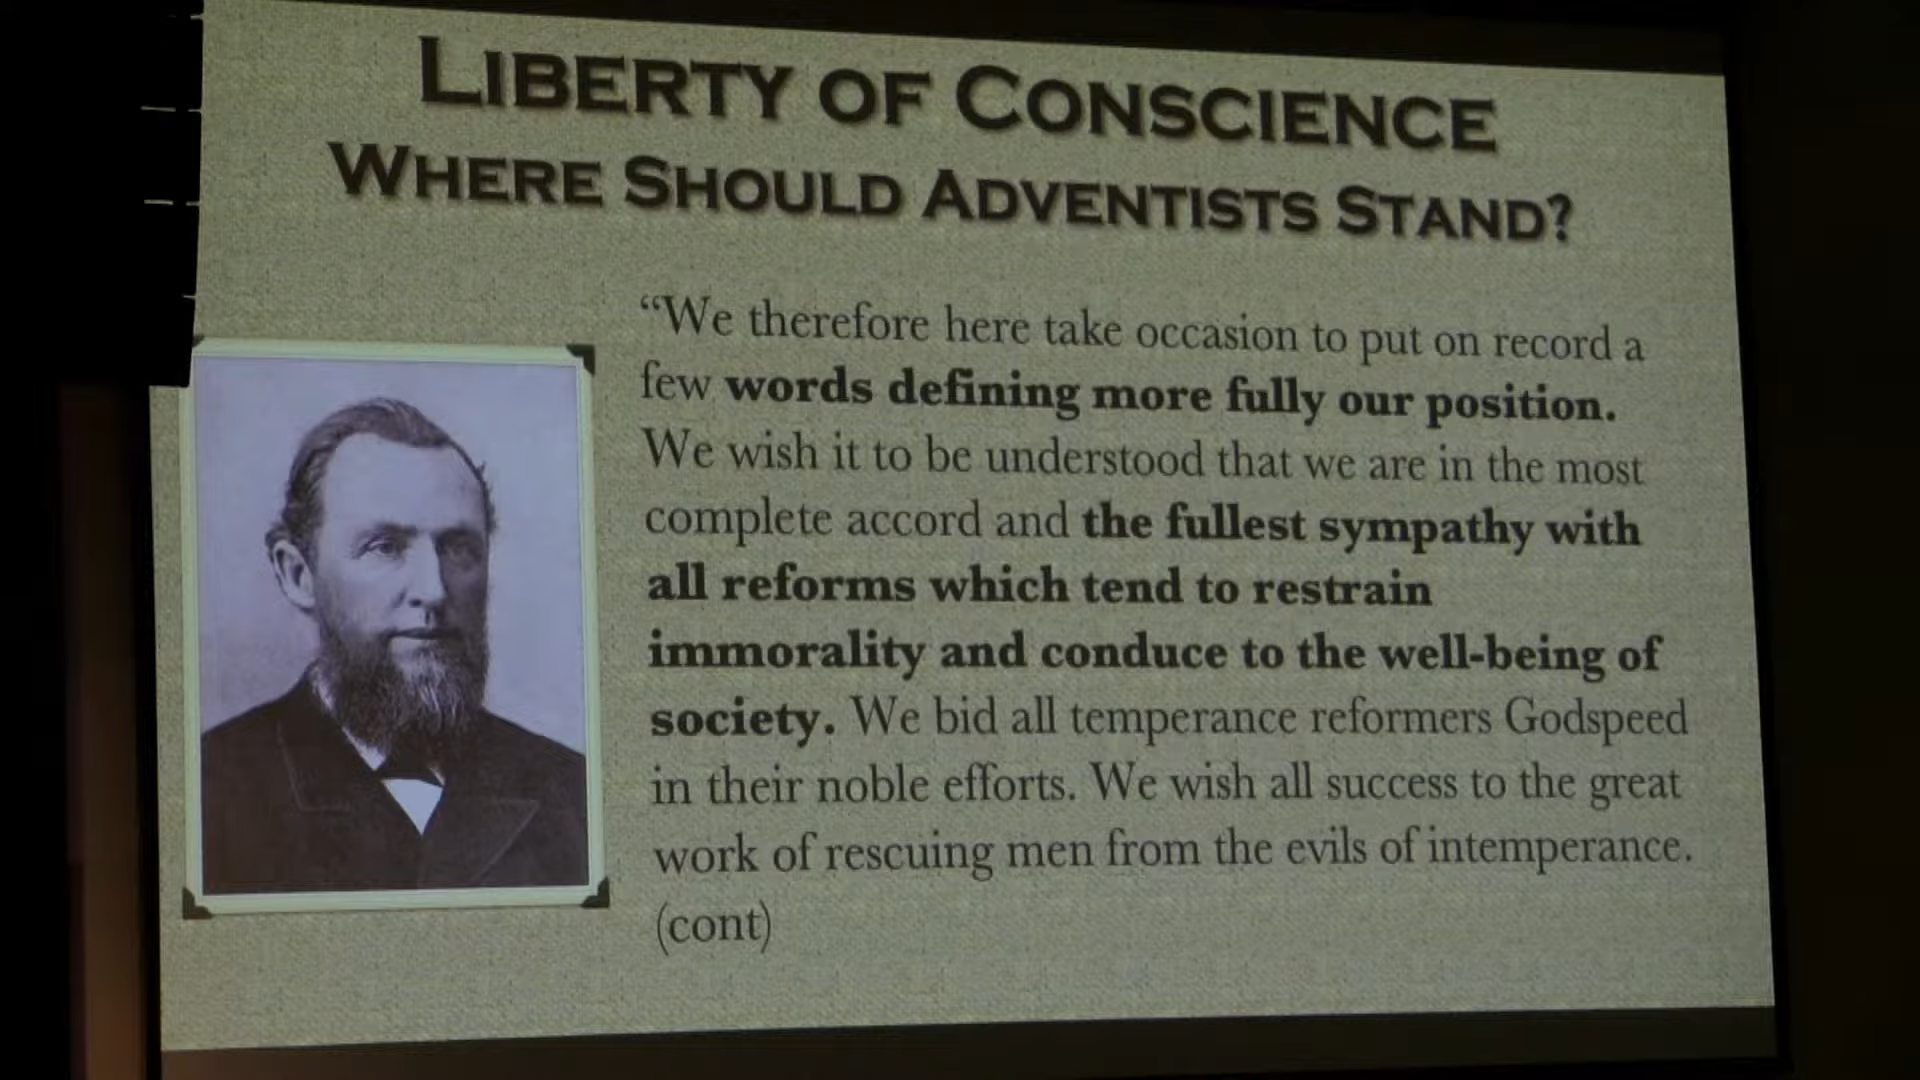 LIBERTY OF CONSCIENCE
WHERE SHOULD ADVENTISTS STAND?
“We therefore here take occasion to put on record a
few words defining more fully our position.
We wish it to be understood that we are in the most
complete accord and the fullest sympathy with
all reforms which tend to restrain
immorality and conduce to the well-being of
society. We bid all temperance reformers Godspeed
in their noble efforts. We wish all success to the great
work of rescuing men from the evils of intemperance.
(cont)